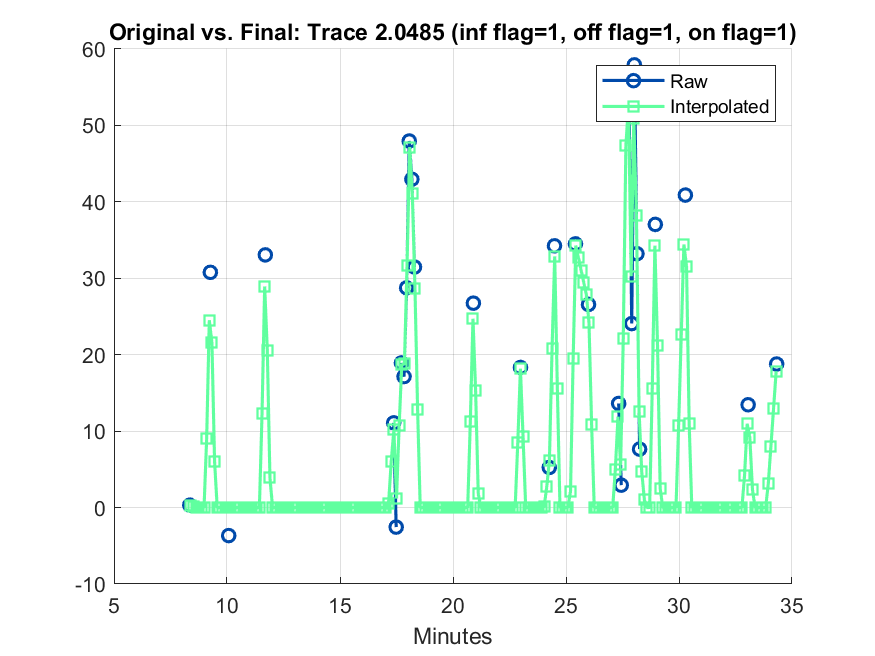 Original vs. Final: Trace 2.0485 (inf flag=1, off flag=1, on flag=1)
60
50
40
30
20
10
0
-10
Raw
Interpolated
5 10 15 20 25 30 35
Minutes